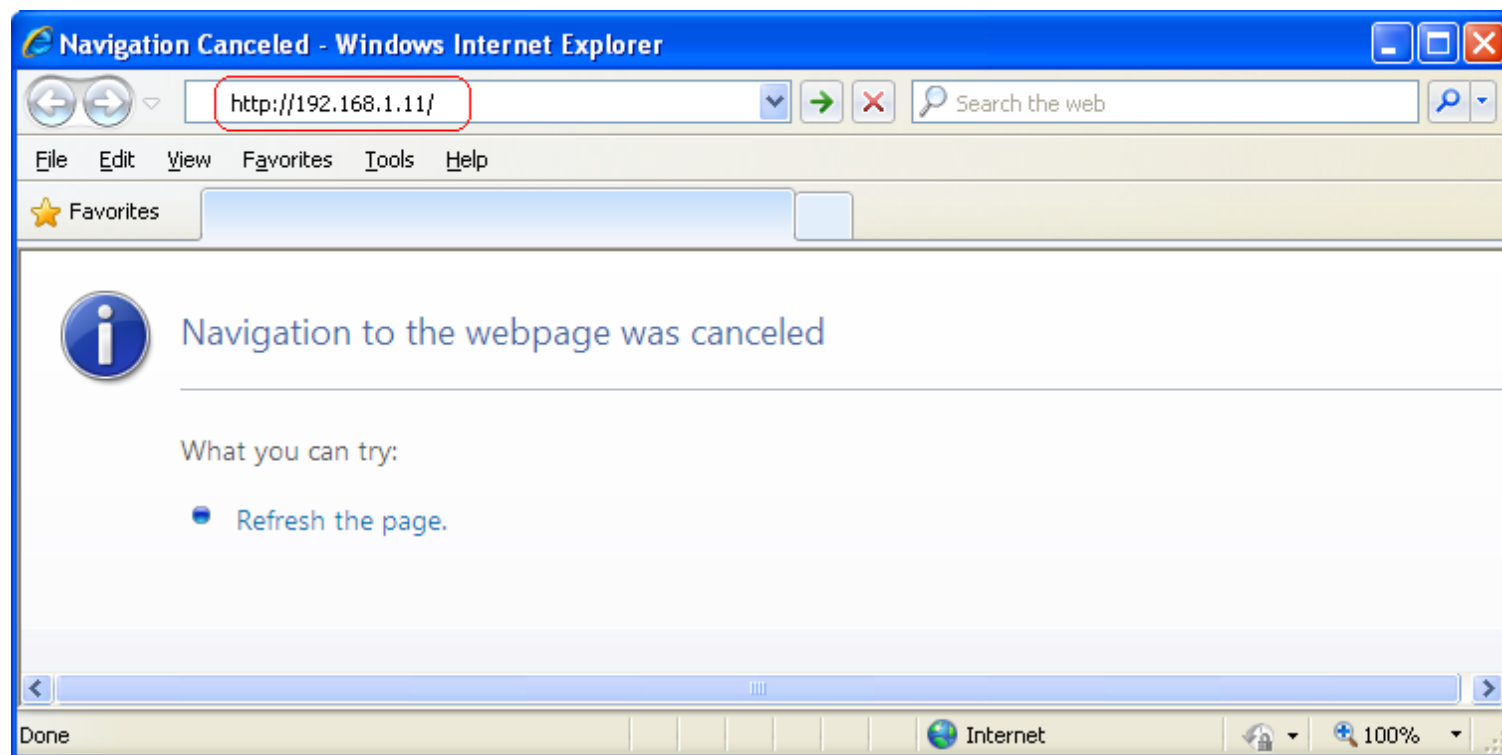 Navigation Canceled - Windows Internet Explorer
http://192.168.1.11/
Search the web
File Edit View Favorites Tools Help
Favorites
Navigation to the webpage was canceled
What you can try:
Refresh the page.
Done Internet 100%